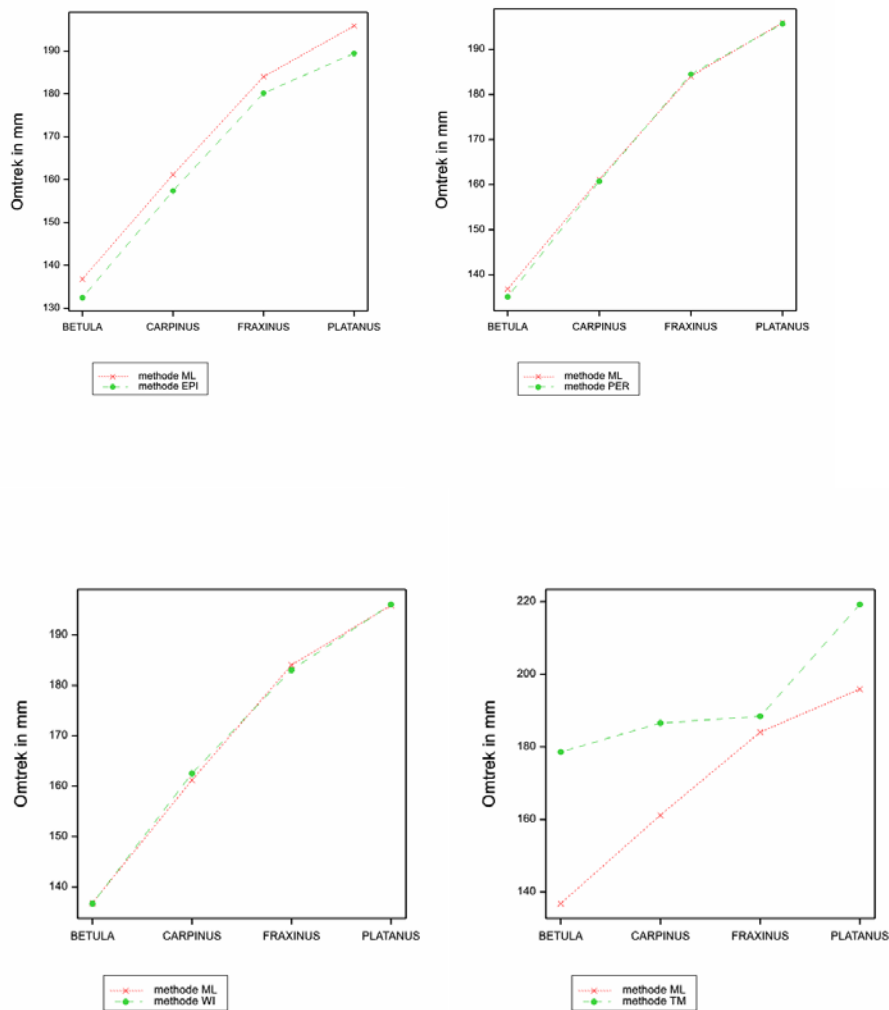 Omtrek in mm
190
180
170
160
150
140
130
BETULA CARPINUS FRAXINUS PLATANUS
methode ML
methode EPI
Omtrek in mm
190
180
170
160
150
140
BETULA CARPINUS FRAXINUS PLATANUS
methode ML
methode PER
Omtrek in mm
190
180
170
160
150
140
BETULA CARPINUS FRAXINUS PLATANUS
methode ML
methode WI
Omtrek in mm
220
200
180
160
140
BETULA CARPINUS FRAXINUS PLATANUS
methode ML
methode TM